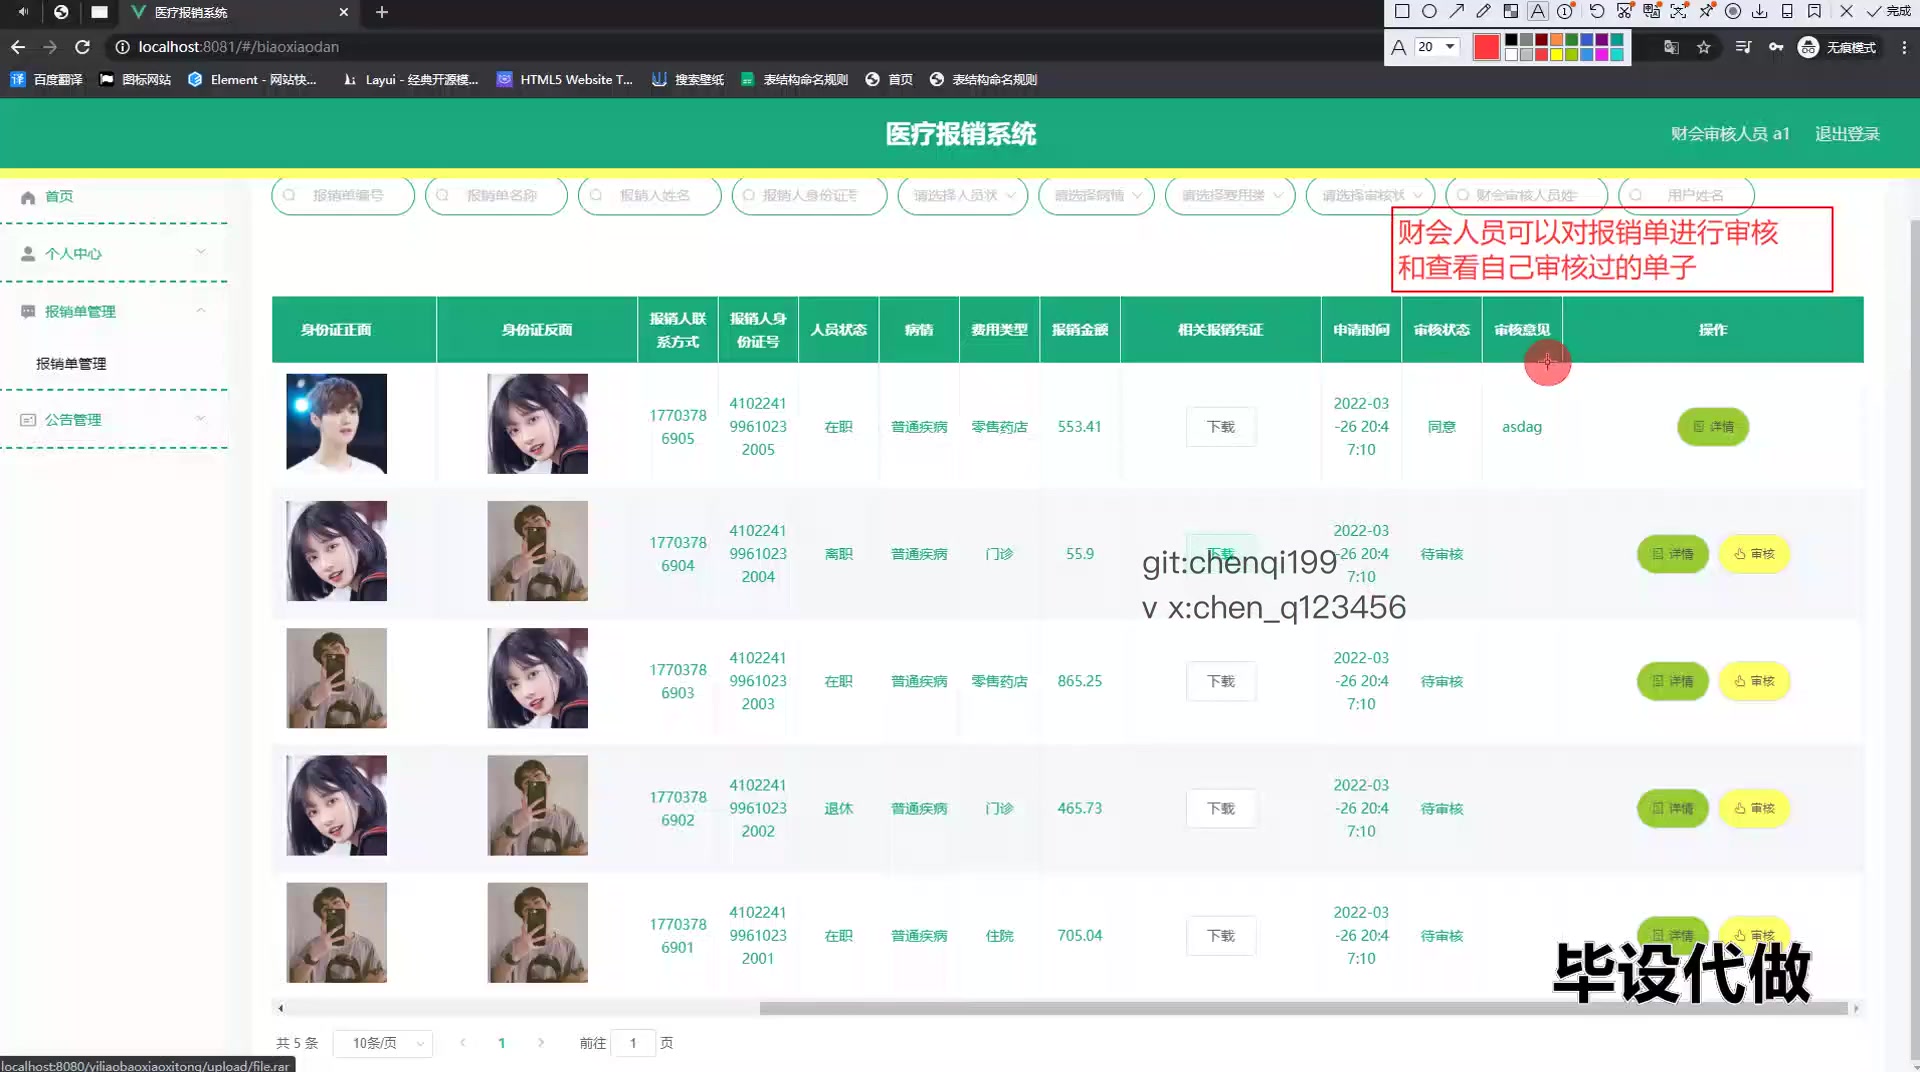 医疗报销系统
完成
localhost:8081/#/biaoxiaodan
20
无痕模式
百度翻译
图标网站
Element - 网站快...
Layui - 经典开源模...
HTML5 Website T...
搜索壁纸
表结构命名规则
首页
表结构命名规则
医疗报销系统
财会审核人员 a1
退出登录
首页
个人中心
报销单管理
报销单管理
公告管理
报销单编号
报销单名称
报销人姓名
报销人身份证号
请选择人员状
请选择病情
请选择费用类
请选择审核状
财会审核人员姓
用户姓名
财会人员可以对报销单进行审核
和查看自己审核过的单子
身份证正面 身份证反面 报销人联系方式 报销人身份证号 人员状态 病情 费用类型 报销金额 相关报销凭证 申请时间 审核状态 审核意见 操作
17703786905 410224199610232005 在职 普通疾病 零售药店 553.41 下载 2022-03-26 20:47:10 同意 asdag 详情
17703786904 410224199610232004 离职 普通疾病 门诊 55.9 下载 2022-03-26 20:47:10 待审核 详情 审核
git:chenqi199
v x:chen_q123456
17703786903 410224199610232003 在职 普通疾病 零售药店 865.25 下载 2022-03-26 20:47:10 待审核 详情 审核
17703786902 410224199610232002 退休 普通疾病 门诊 465.73 下载 2022-03-26 20:47:10 待审核 详情 审核
17703786901 410224199610232001 在职 普通疾病 住院 705.04 下载 2022-03-26 20:47:10 待审核 详情 审核
毕设代做
共 5 条 10条/页 1 前往 1 页
localhost:8080/yiliaobaoxiaoxitong/upload/file.rar